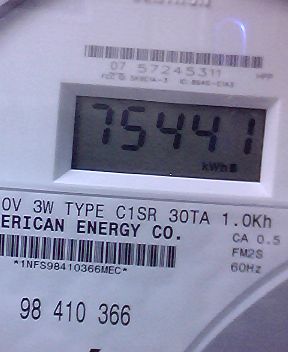 07 57245311 HPP
75441
kWh
0V 3W TYPE C1SR 30TA 1.0Kh
ERICAN ENERGY CO. CA 0.5
FM2S
*1NFS98410366MEC* 60Hz
98 410 366